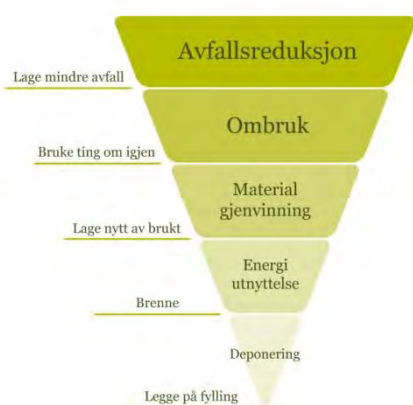 Avfallsreduksjon
Lage mindre avfall
Ombruk
Bruke ting om igjen
Material
gjenvinning
Lage nytt av brukt
Energi
utnyttelse
Brenne
Deponering
Legge på fylling